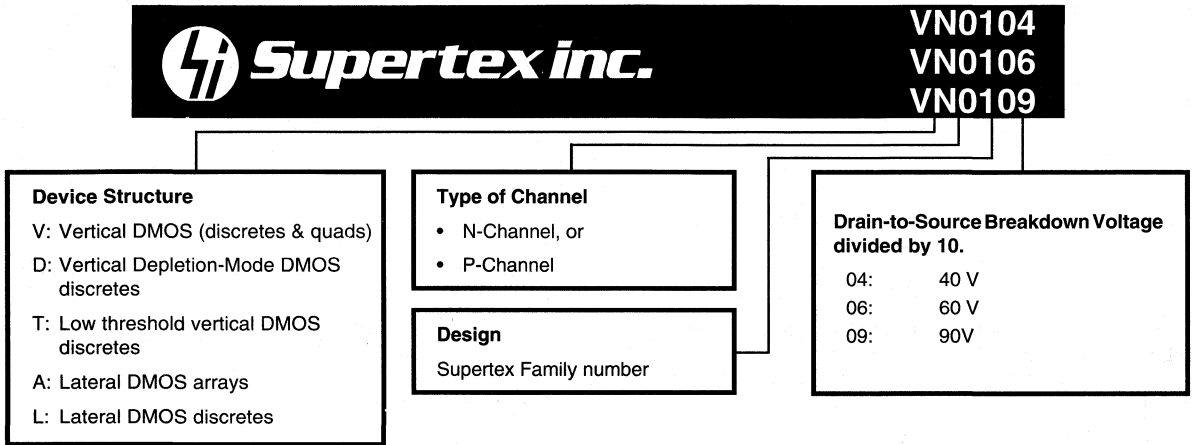 Supertex inc.
VN0104
VN0106
VN0109
Device Structure
V: Vertical DMOS (discretes & quads)
D: Vertical Depletion-Mode DMOS
discretes
T: Low threshold vertical DMOS
discretes
A: Lateral DMOS arrays
L: Lateral DMOS discretes
Type of Channel
• N-Channel, or
• P-Channel
Design
Supertex Family number
Drain-to-Source Breakdown Voltage
divided by 10.
04: 40 V
06: 60 V
09: 90V